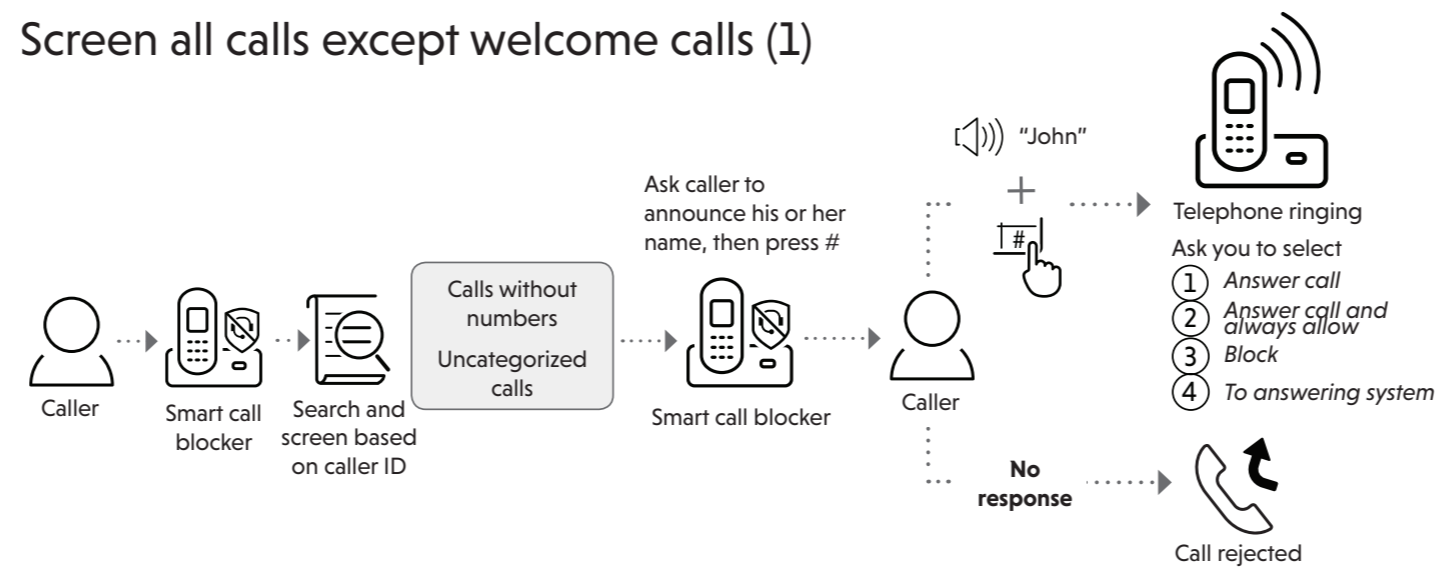 Screen all calls except welcome calls (1)
Caller
Smart call
blocker
Search and
screen based
on caller ID
Calls without
numbers
Uncategorized
calls
Ask caller to
announce his or her
name, then press #
Smart call blocker
Caller
“John”
+
#
Telephone ringing
Ask you to select
1 Answer call
2 Answer call and
always allow
3 Block
4 To answering system
No
response
Call rejected